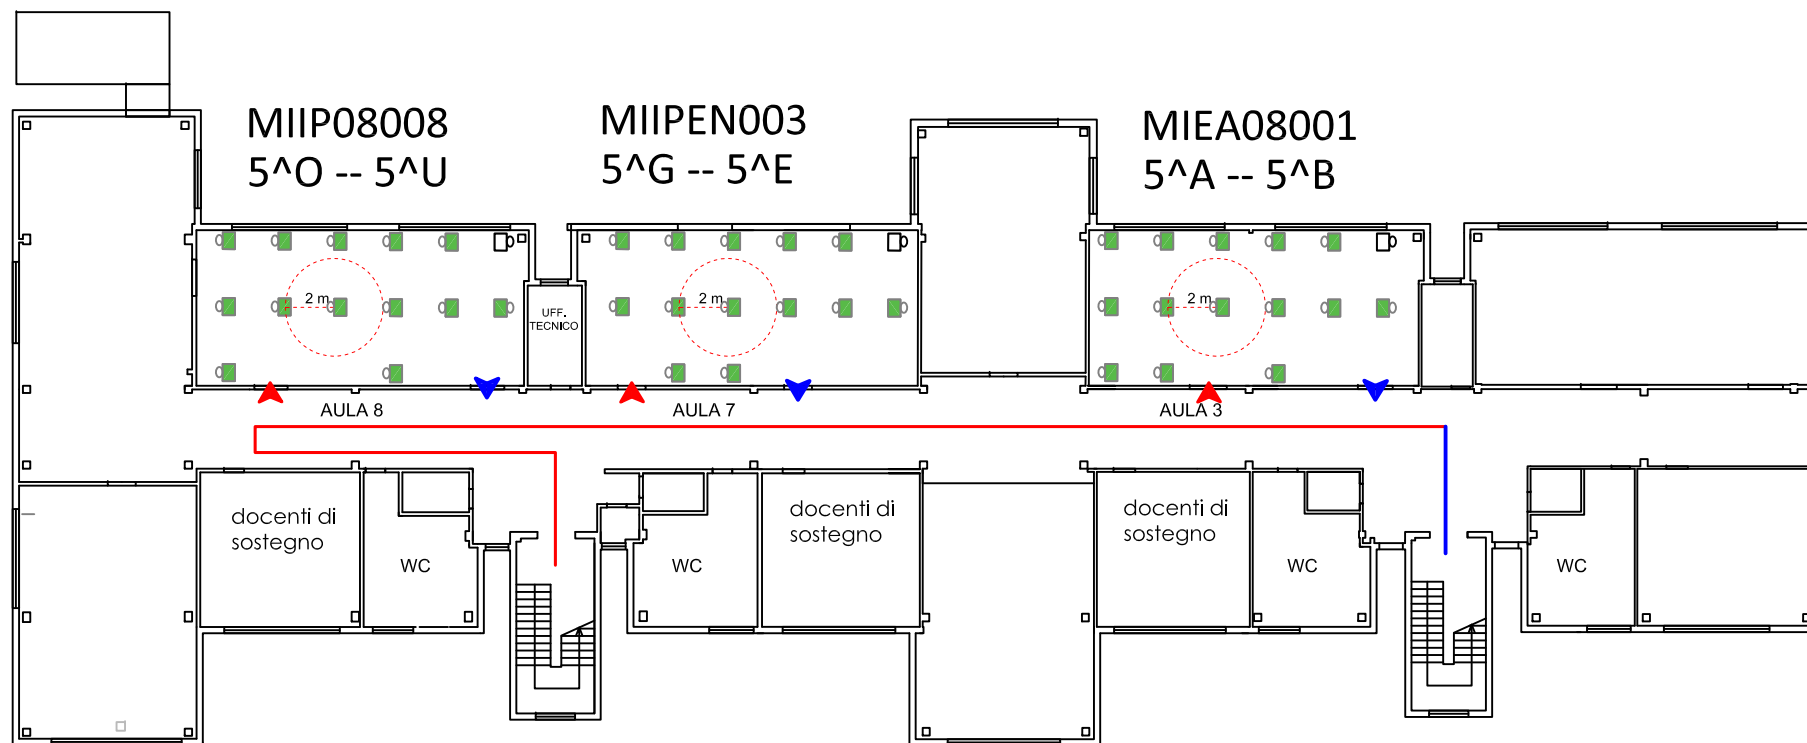 MIIP08008
5^O -- 5^U
MIIPEN003
5^G -- 5^E
MIEA08001
5^A -- 5^B
2 m
2 m
2 m
UFF.
TECNICO
AULA 8
AULA 7
AULA 3
docenti di
sostegno
WC
WC
docenti di
sostegno
docenti di
sostegno
WC
WC